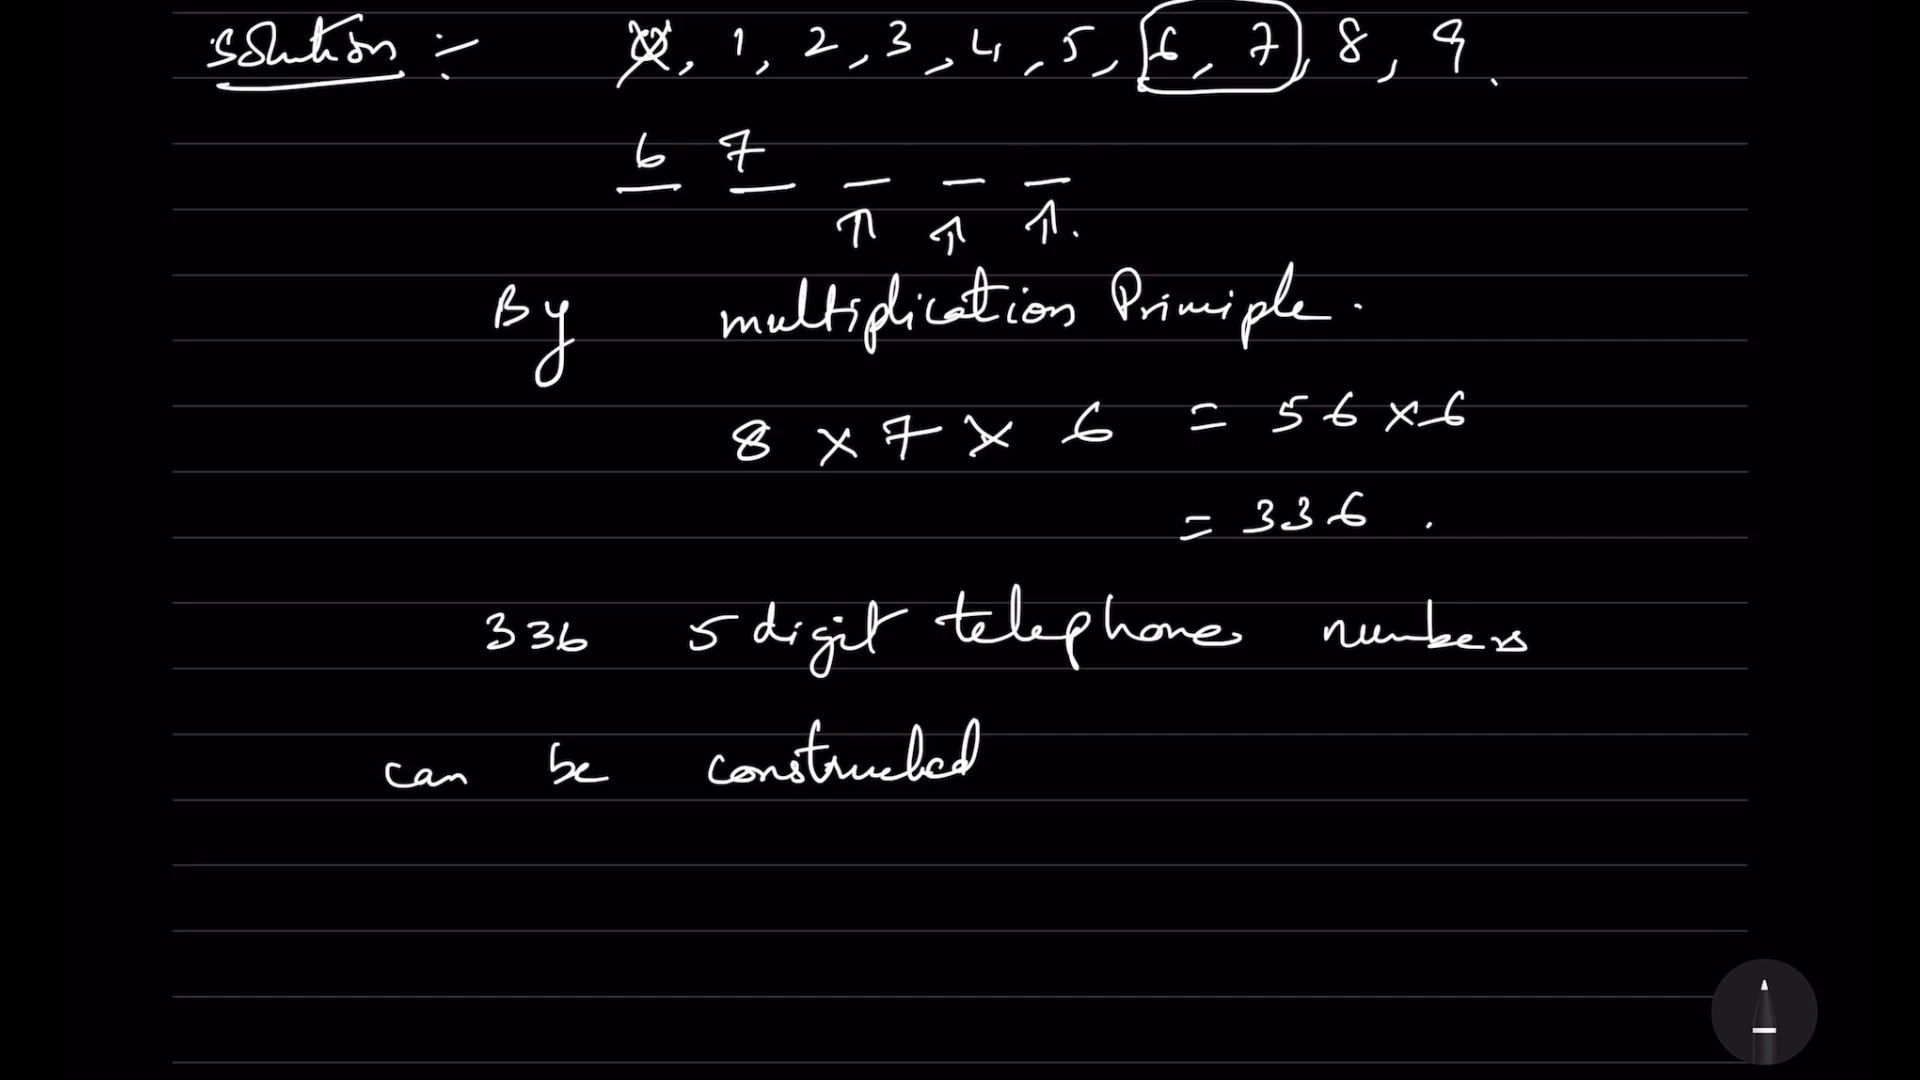 Solution :- 0, 1, 2, 3, 4, 5, 6, 7, 8, 9.
6 7 _ _ _
By multiplication Principle.
8 x 7 x 6 = 56 x 6
= 336.
336 5 digit telephone numbers
can be constructed